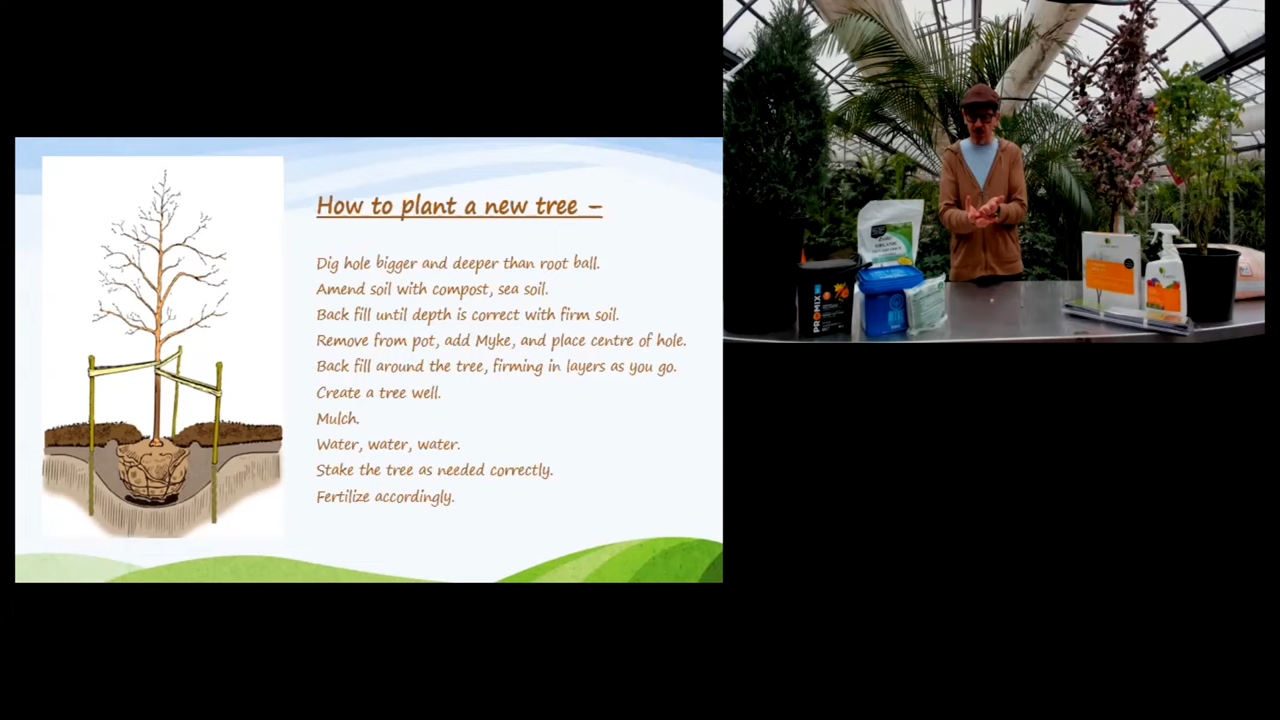 How to plant a new tree –
Dig hole bigger and deeper than root ball.
Amend soil with compost, sea soil.
Back fill until depth is correct with firm soil.
Remove from pot, add Myke, and place centre of hole.
Back fill around the tree, firming in layers as you go.
Create a tree well.
Mulch.
Water, water, water.
Stake the tree as needed correctly.
Fertilize accordingly.
PROMIX